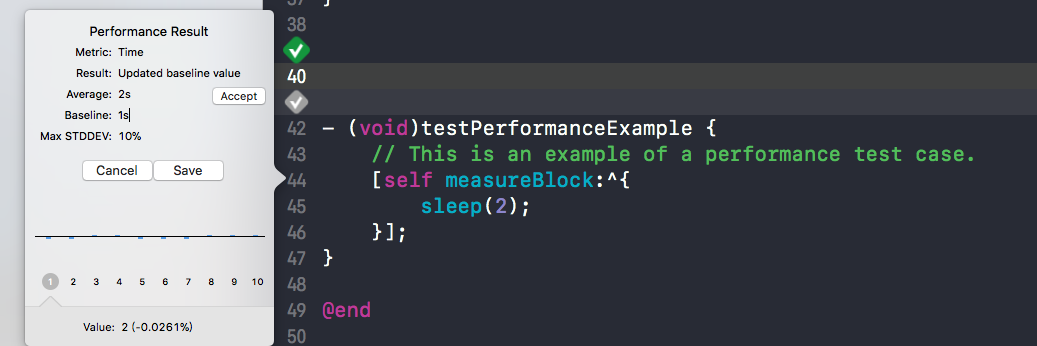 Performance Result
Metric: Time
Result: Updated baseline value
Average: 2s
Accept
Baseline: 1s
Max STDDEV: 10%
Cancel Save
1 2 3 4 5 6 7 8 9 10
Value: 2 (-0.0261%)
37 }
38
40
42 - (void)testPerformanceExample {
43 // This is an example of a performance test case.
44 [self measureBlock:^{
45 sleep(2);
46 }];
47 }
48
49 @end
50